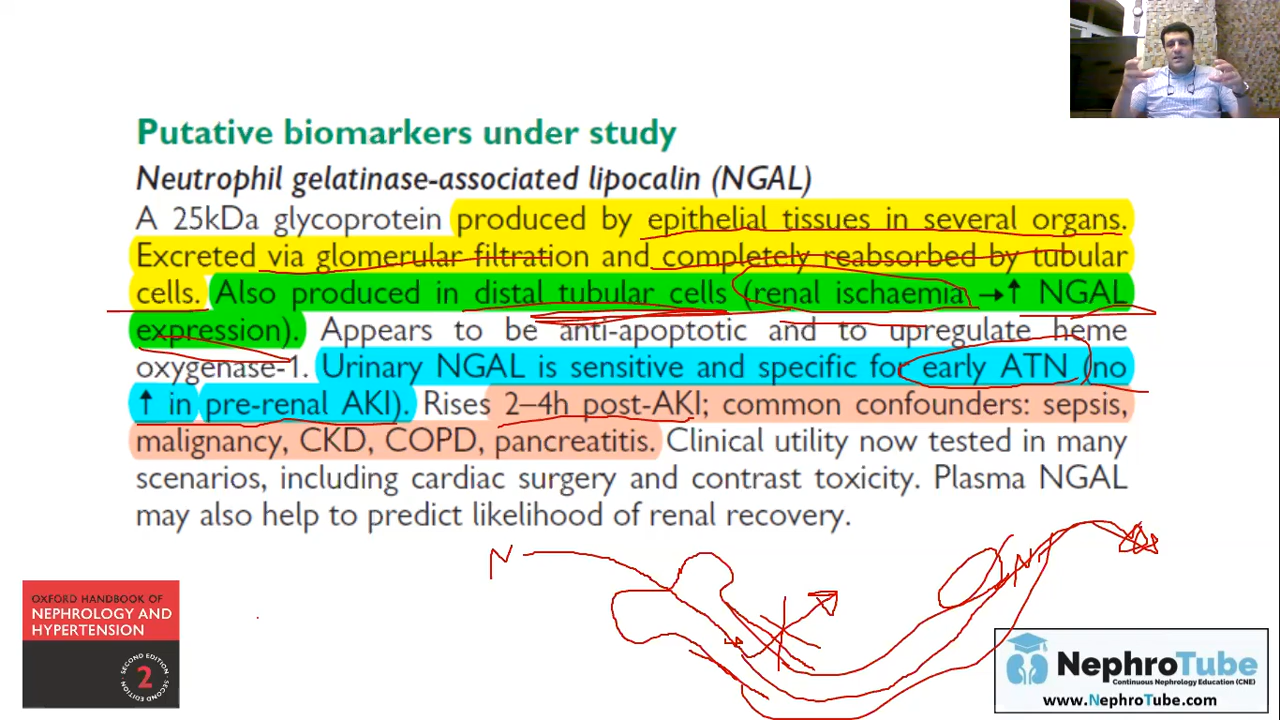 Putative biomarkers under study
Neutrophil gelatinase-associated lipocalin (NGAL)
A 25kDa glycoprotein produced by epithelial tissues in several organs.
Excreted via glomerular filtration and completely reabsorbed by tubular
cells. Also produced in distal tubular cells (renal ischaemia →↑ NGAL
expression). Appears to be anti-apoptotic and to upregulate heme
oxygenase-1. Urinary NGAL is sensitive and specific for early ATN (no
↑ in pre-renal AKI). Rises 2–4h post-AKI; common confounders: sepsis,
malignancy, CKD, COPD, pancreatitis. Clinical utility now tested in many
scenarios, including cardiac surgery and contrast toxicity. Plasma NGAL
may also help to predict likelihood of renal recovery.
N
N
OXFORD HANDBOOK OF
NEPHROLOGY AND
HYPERTENSION
SECOND EDITION
2
SECOND EDITION
NephroTube
Continuous Nephrology Education (CNE)
www.NephroTube.com